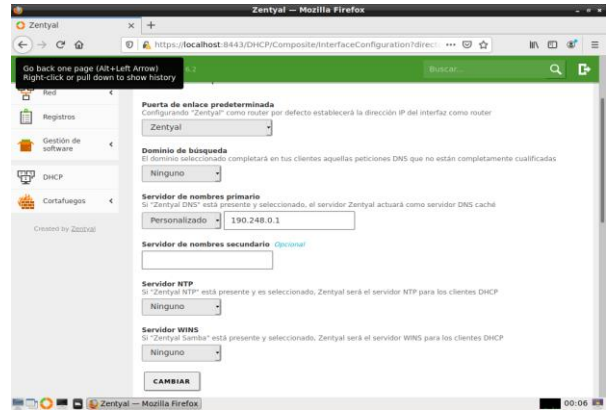 Zentyal — Mozilla Firefox
Zentyal
https://localhost:8443/DHCP/Composite/InterfaceConfiguration?direct
Go back one page (Alt+Left Arrow)
Right-click or pull down to show history
Buscar...
Red
Registros
Gestión de
software
DHCP
Cortafuegos
Created by Zentyal
Puerta de enlace predeterminada
Configurando "Zentyal" como router por defecto establecerá la dirección IP del interfaz como router
Zentyal
Dominio de búsqueda
El dominio seleccionado completará en tus clientes aquellas peticiones DNS que no están completamente cualificadas
Ninguno
Servidor de nombres primario
Si "Zentyal DNS" está presente y seleccionado, el servidor Zentyal actuará como servidor DNS caché
Personalizado 190.248.0.1
Servidor de nombres secundario Opcional
Servidor NTP
Si "Zentyal NTP" está presente y es seleccionado, Zentyal será el servidor NTP para los clientes DHCP
Ninguno
Servidor WINS
Si "Zentyal Samba" está presente y seleccionado, Zentyal será el servidor WINS para los clientes DHCP
Ninguno
CAMBIAR
Zentyal — Mozilla Firefox
00:06